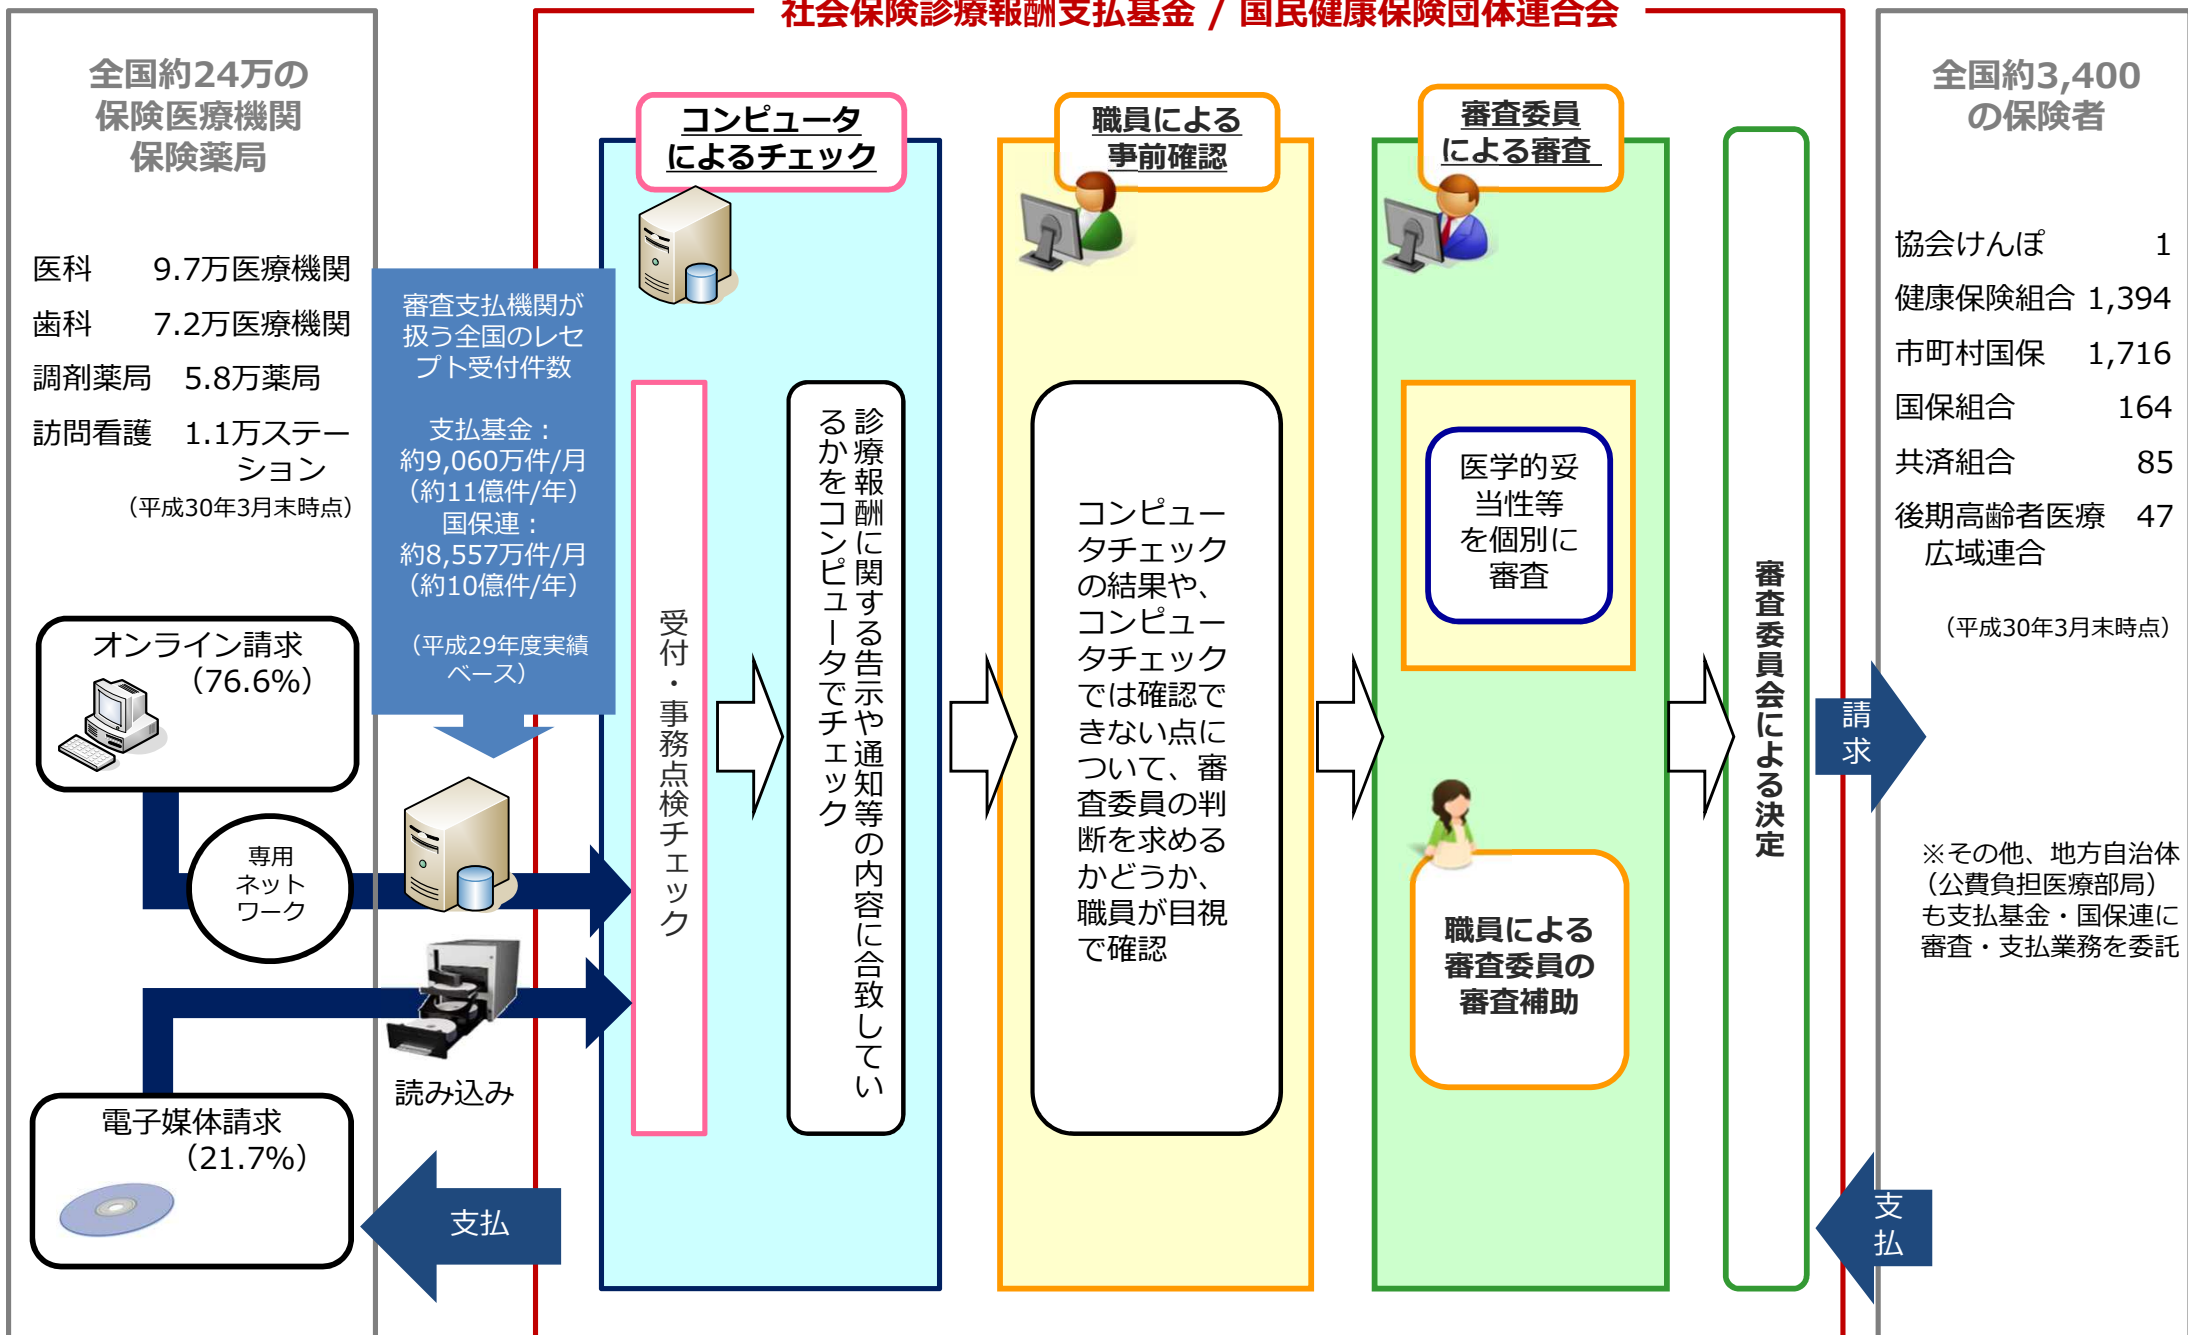 社会保険診療報酬支払基金 / 国民健康保険団体連合会
全国約24万の
保険医療機関
保険薬局
医科 9.7万医療機関
歯科 7.2万医療機関
調剤薬局 5.8万薬局
訪問看護 1.1万ステー
ション
（平成30年3月末時点）
オンライン請求
（76.6%）
専用
ネット
ワーク
読み込み
電子媒体請求
（21.7%）
支払
審査支払機関が
扱う全国のレセ
プト受付件数
支払基金：
約9,060万件/月
（約11億件/年）
国保連：
約8,557万件/月
（約10億件/年）
（平成29年度実績
ベース）
コンピュータ
によるチェック
受付・事務点検チェック
診療報酬に関する告示や通知等の内容に合致してい
るかをコンピュータでチェック
職員による
事前確認
コンピュー
タチェック
の結果や、
コンピュー
タチェック
では確認で
きない点に
ついて、審
査委員の判
断を求める
かどうか、
職員が目視
で確認
審査委員
による審査
医学的妥
当性等
を個別に
審査
職員による
審査委員の
審査補助
審査委員会による決定
請
求
支
払
全国約3,400
の保険者
協会けんぽ 1
健康保険組合 1,394
市町村国保 1,716
国保組合 164
共済組合 85
後期高齢者医療 47
広域連合
（平成30年3月末時点）
※その他、地方自治体
（公費負担医療部局）
も支払基金・国保連に
審査・支払業務を委託